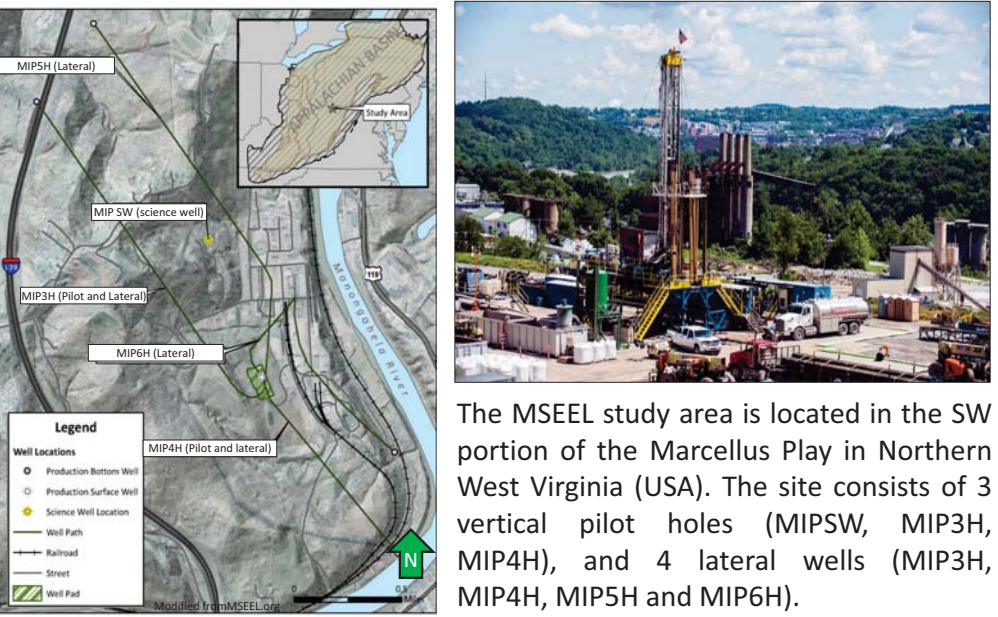 MIP5H (Lateral)
APPALACHIAN BASIN
Study Area
MIP SW (science well)
I-79
119
MIP3H (Pilot and Lateral)
Monongahela River
MIP6H (Lateral)
MIP4H (Pilot and lateral)
Legend
Well Locations
Production Bottom Well
Production Surface Well
Science Well Location
Well Path
Railroad
Street
Well Pad
N
0
0.5
Modified fromMSEEL.org
The MSEEL study area is located in the SW
portion of the Marcellus Play in Northern
West Virginia (USA). The site consists of 3
vertical pilot holes (MIPSW, MIP3H,
MIP4H), and 4 lateral wells (MIP3H,
MIP4H, MIP5H and MIP6H).